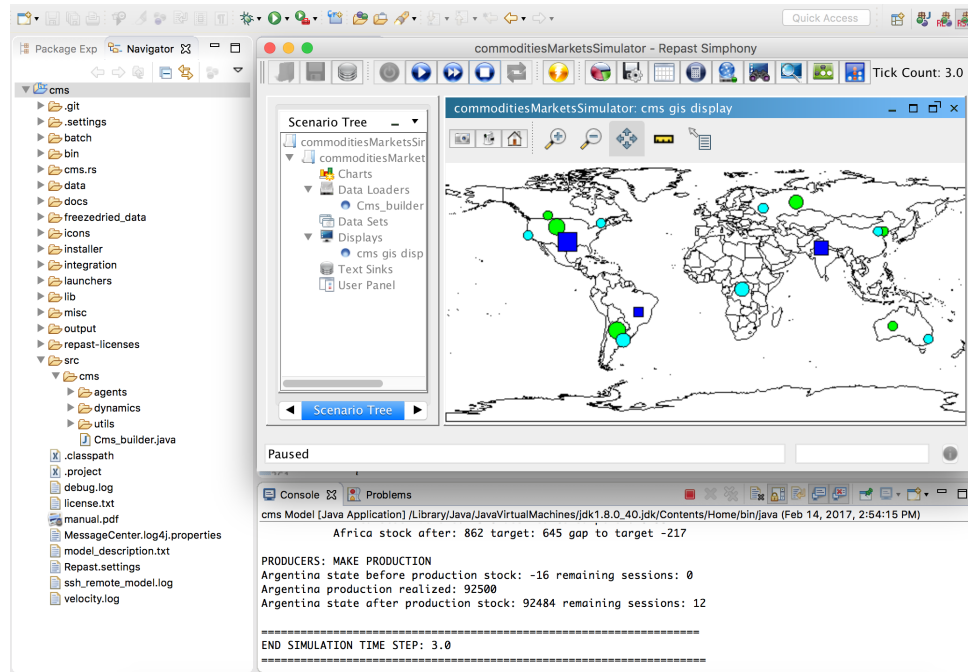 Quick Access
Package Exp
Navigator
cms
.git
.settings
batch
bin
cms.rs
data
docs
freezedried_data
icons
installer
integration
launchers
lib
misc
output
repast-licenses
src
cms
agents
dynamics
utils
Cms_builder.java
.classpath
.project
debug.log
license.txt
manual.pdf
MessageCenter.log4j.properties
model_description.txt
Repast.settings
ssh_remote_model.log
velocity.log
commoditiesMarketsSimulator - Repast Simphony
Tick Count: 3.0
Scenario Tree
commoditiesMarketsSir
commoditiesMarket
Charts
Data Loaders
Cms_builder
Data Sets
Displays
cms gis disp
Text Sinks
User Panel
Scenario Tree
commoditiesMarketsSimulator: cms gis display
Paused
Console
Problems
cms Model [Java Application] /Library/Java/JavaVirtualMachines/jdk1.8.0_40.jdk/Contents/Home/bin/java (Feb 14, 2017, 2:54:15 PM)
Africa stock after: 862 target: 645 gap to target -217
PRODUCERS: MAKE PRODUCTION
Argentina state before production stock: -16 remaining sessions: 0
Argentina production realized: 92500
Argentina state after production stock: 92484 remaining sessions: 12
===================================================================
END SIMULATION TIME STEP: 3.0
====================================================================